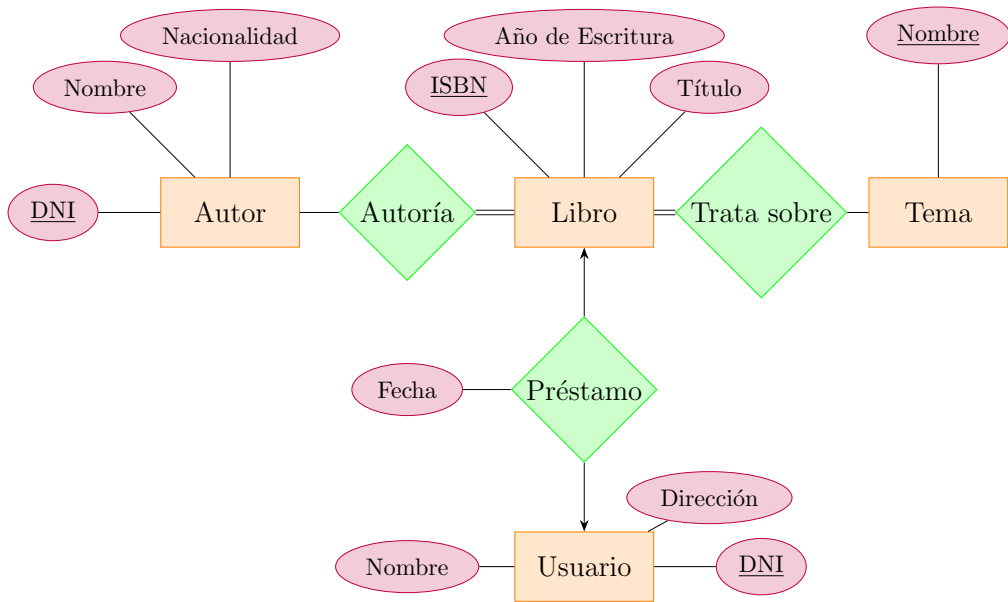 Nacionalidad
Año de Escritura
Nombre
Nombre
ISBN
Título
DNI
Autor
Autoría
Libro
Trata sobre
Tema
Fecha
Préstamo
Dirección
Nombre
Usuario
DNI